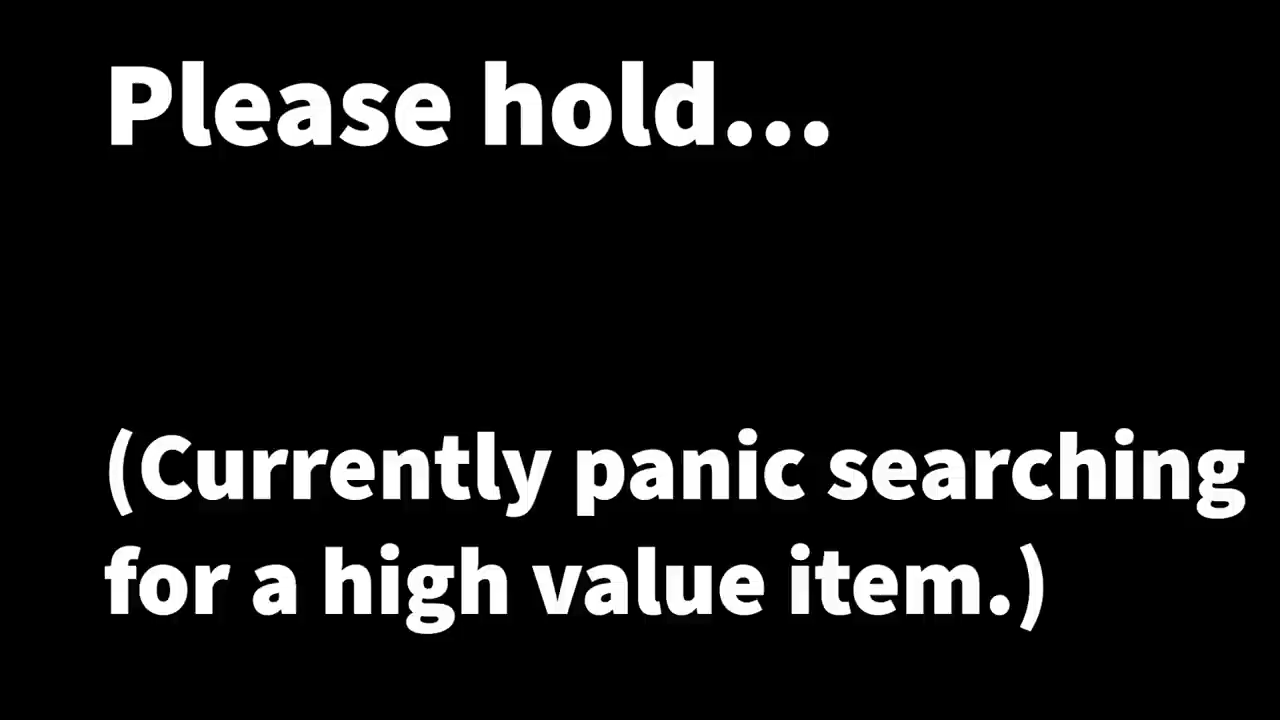 Please hold...
(Currently panic searching
for a high value item.)